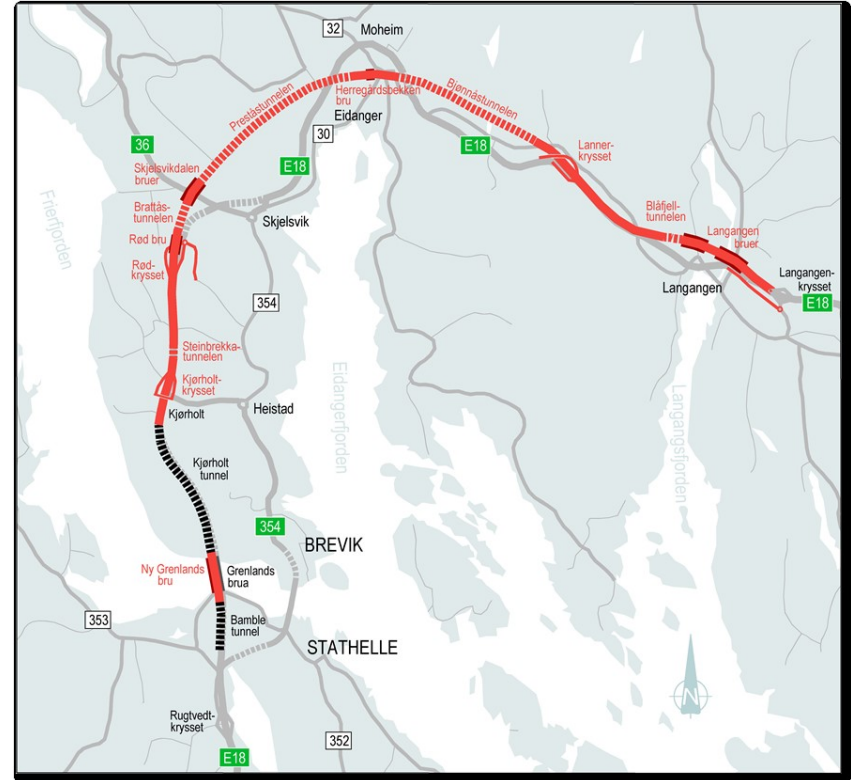 32
Moheim
Herregårdsbekken
bru
Bjønnåstunnelen
Preståstunnelen
Eidanger
30
36
E18
E18
Lanner-
krysset
Skjelsvikdalen
bruer
Brattås-
tunnelen
Skjelsvik
Rød bru
Rød-
krysset
Blåfjell-
tunnelen
Langangen
bruer
Langangen
Langangen-
krysset
E18
Frierfjorden
354
Steinbrekka-
tunnelen
Kjørholt-
krysset
Kjørholt
Heistad
Eidangerfjorden
Langangsfjorden
Kjørholt
tunnel
354
BREVIK
Ny Grenlands
bru
Grenlands
brua
353
Bamble
tunnel
STATHELLE
Rugtvedt-
krysset
352
E18
N